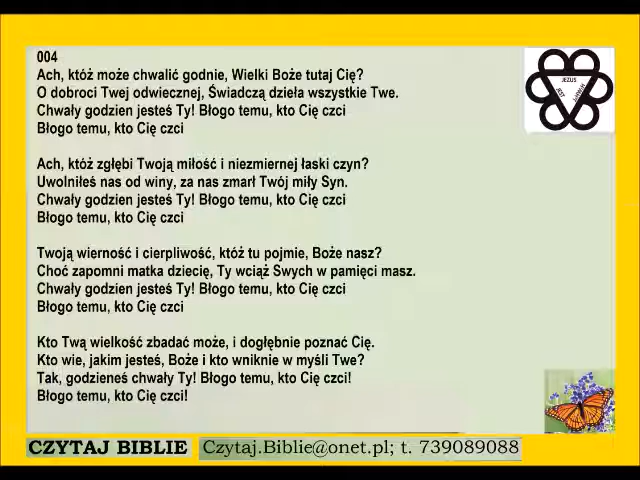 004
Ach, któż może chwalić godnie, Wielki Boże tutaj Cię?
O dobroci Twej odwiecznej, Świadczą dzieła wszystkie Twe.
Chwały godzien jesteś Ty! Błogo temu, kto Cię czci
Błogo temu, kto Cię czci
Ach, któż zgłębi Twoją miłość i niezmiernej łaski czyn?
Uwolniłeś nas od winy, za nas zmarł Twój miły Syn.
Chwały godzien jesteś Ty! Błogo temu, kto Cię czci
Błogo temu, kto Cię czci
Twoją wierność i cierpliwość, któż tu pojmie, Boże nasz?
Choć zapomni matka dziecię, Ty wciąż Swych w pamięci masz.
Chwały godzien jesteś Ty! Błogo temu, kto Cię czci
Błogo temu, kto Cię czci
Kto Twą wielkość zbadać może, i dogłębnie poznać Cię.
Kto wie, jakim jesteś, Boże i kto wniknie w myśli Twe?
Tak, godzieneś chwały Ty! Błogo temu, kto Cię czci!
Błogo temu, kto Cię czci!
JEZUS
JEST
CZYTAJ BIBLIE Czytaj.Biblie@onet.pl; t. 739089088